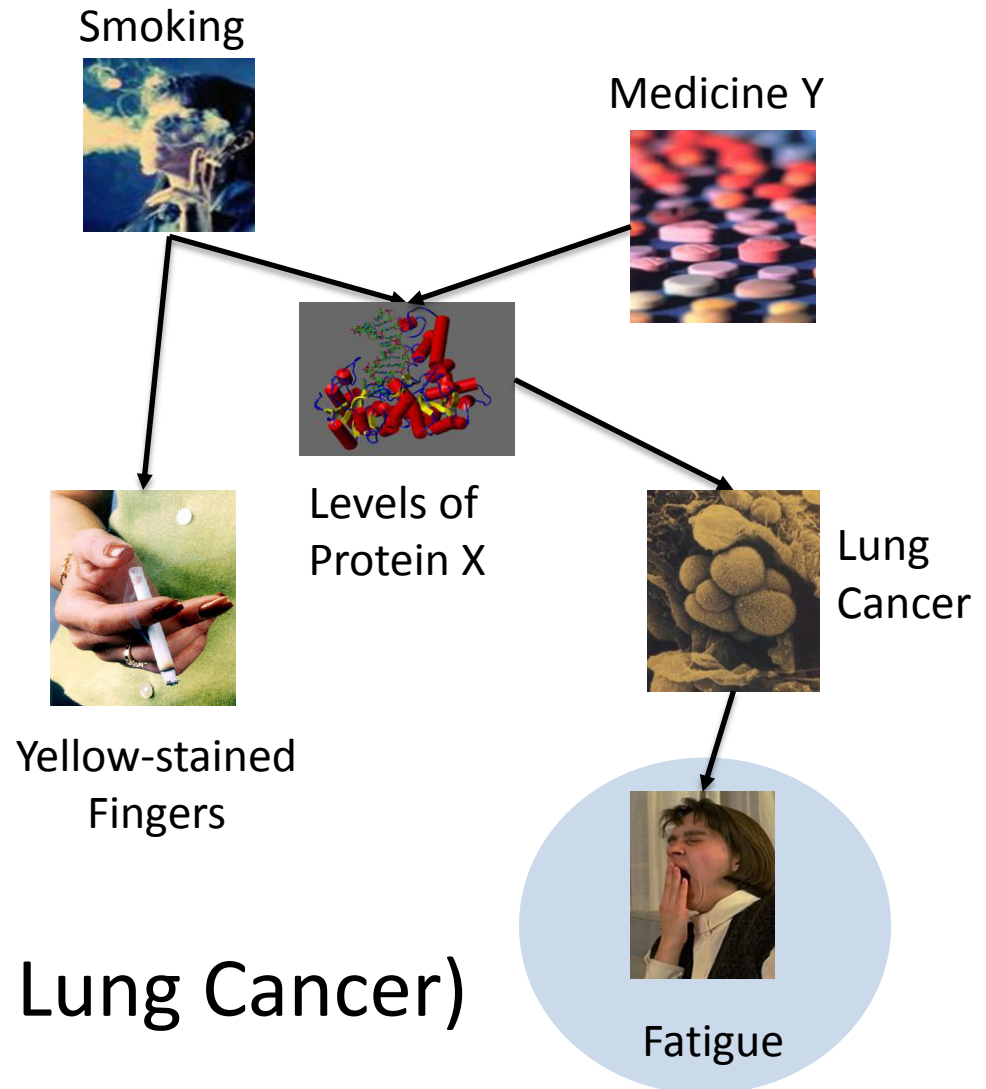 Smoking
Medicine Y
Levels of
Protein X
Lung
Cancer
Yellow-stained
Fingers
Lung Cancer)
Fatigue